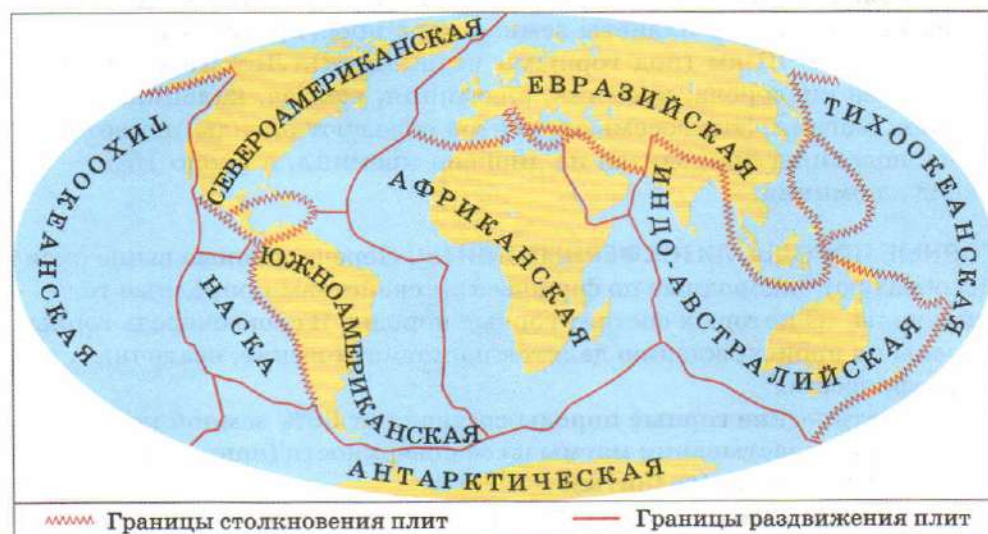 ТИХООКЕАНСКАЯ
СЕВЕРОАМЕРИКАНСКАЯ
ЕВРАЗИЙСКАЯ
ТИХООКЕАНСКАЯ
АФРИКАНСКАЯ
ИНДО-АВСТРАЛИЙСКАЯ
НАСКА
ЮЖНОАМЕРИКАНСКАЯ
АНТАРКТИЧЕСКАЯ
Границы столкновения плит
Границы раздвижения плит